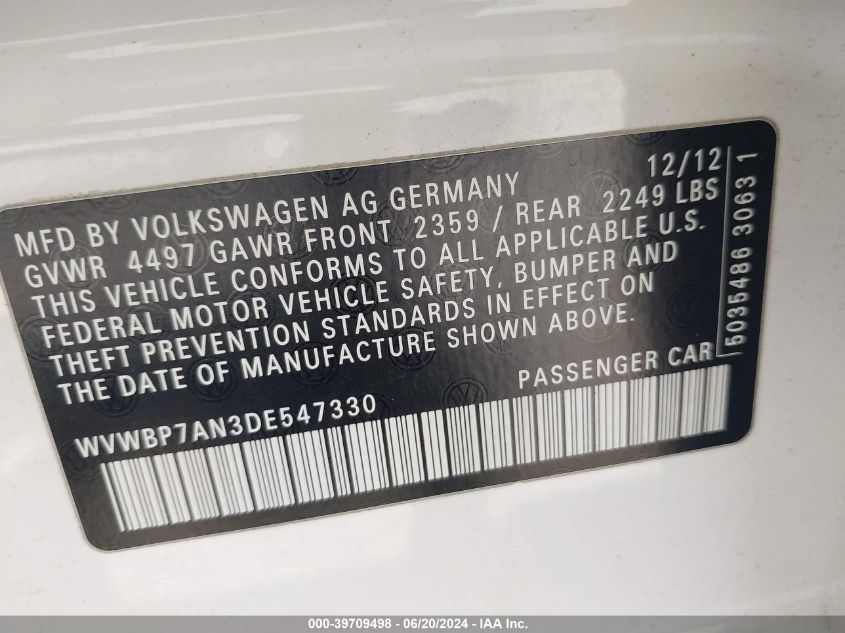 12/12
MFD BY VOLKSWAGEN AG GERMANY
GVWR 4497 GAWR FRONT 2359 / REAR 2249 LBS
THIS VEHICLE CONFORMS TO ALL APPLICABLE U.S.
FEDERAL MOTOR VEHICLE SAFETY, BUMPER AND
THEFT PREVENTION STANDARDS IN EFFECT ON
THE DATE OF MANUFACTURE SHOWN ABOVE.
PASSENGER CAR
5035486 3063 1
WVWBP7AN3DE547330
000-39709498 - 06/20/2024 - IAA Inc.